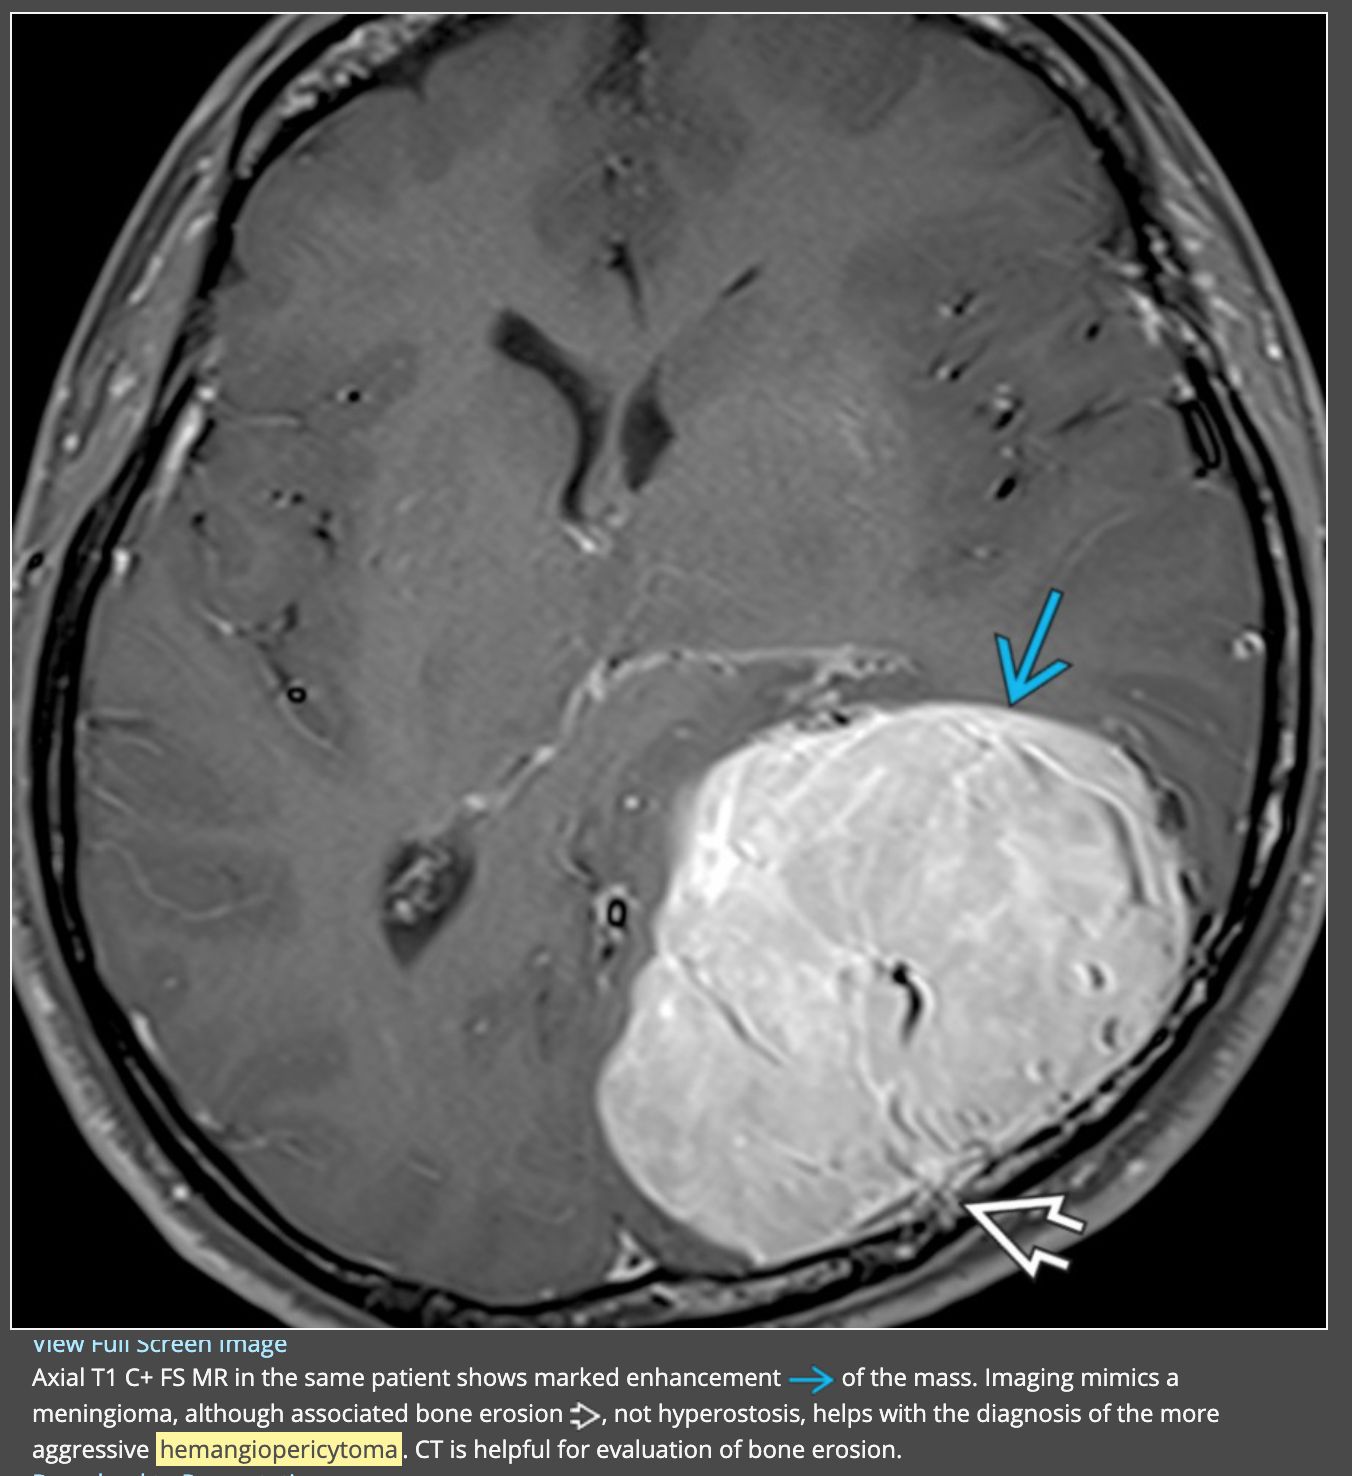 View Full Screen Image
Axial T1 C+ FS MR in the same patient shows marked enhancement of the mass. Imaging mimics a
meningioma, although associated bone erosion , not hyperostosis, helps with the diagnosis of the more
aggressive hemangiopericytoma. CT is helpful for evaluation of bone erosion.